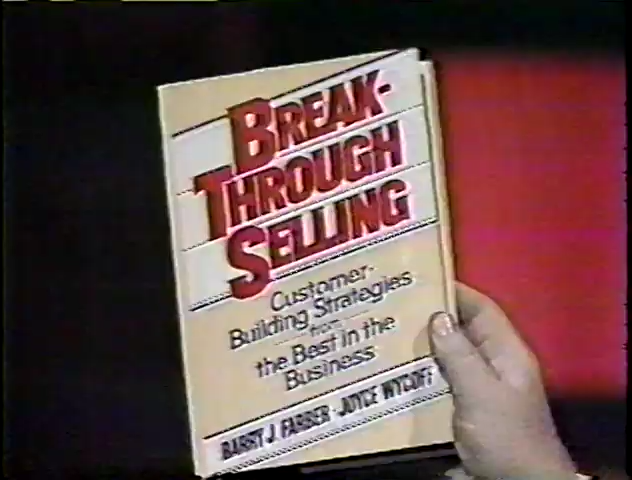 BREAK-
THROUGH
SELLING
Customer-
Building Strategies
from
the Best in the
Business
BARRY J. FARBER · JOYCE WYCOFF